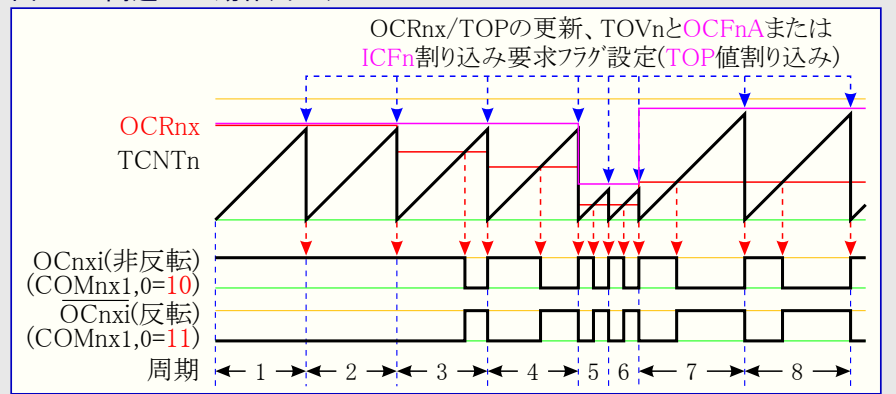 OCRnx/TOPの更新、TOVnとOCFnAまたは
ICFn割り込み要求フラグ設定(TOP値割り込み)
OCRnx
TCNTn
OCnxi(非反転)
(COMnx1,0=10)
OCnxi(反転)
(COMnx1,0=11)
周期 1 2 3 4 5 6 7 8